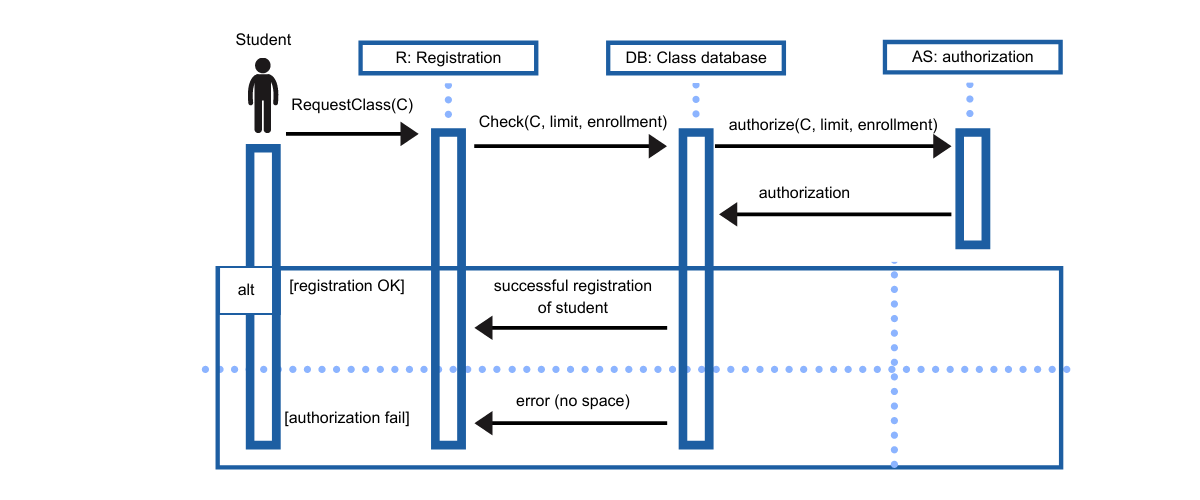 Student
R: Registration
DB: Class database
AS: authorization
RequestClass(C)
Check(C, limit, enrollment)
authorize(C, limit, enrollment)
authorization
alt
[registration OK]
successful registration
of student
error (no space)
[authorization fail]